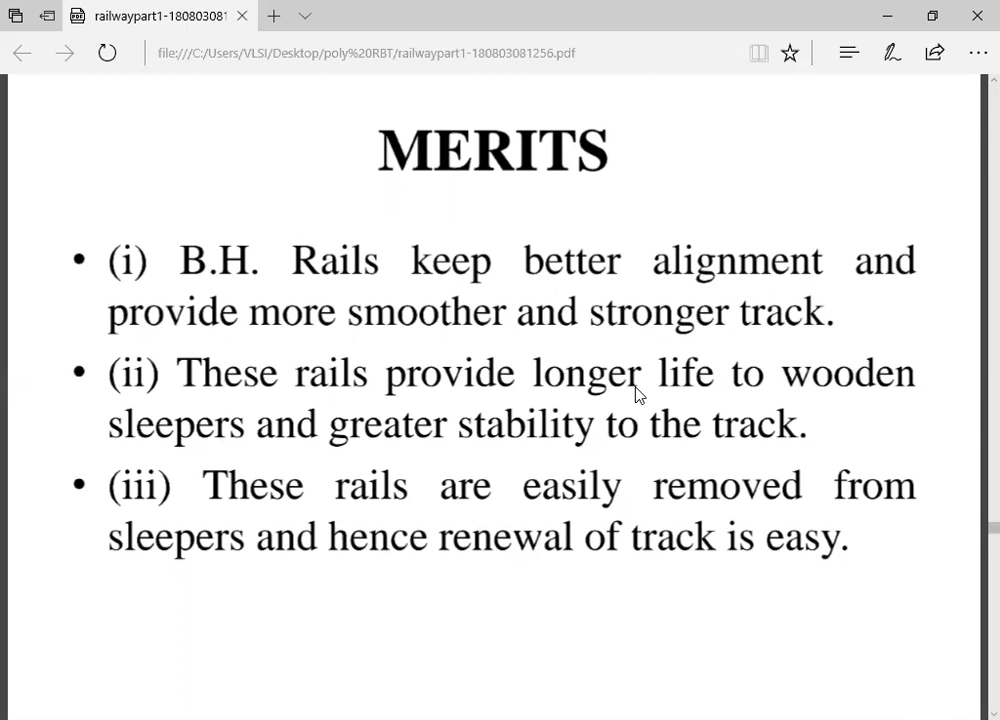 railwaypart1-180803081
file:///C:/Users/VLSI/Desktop/poly%20RBT/railwaypart1-180803081256.pdf
MERITS
• (i) B.H. Rails keep better alignment and
provide more smoother and stronger track.
• (ii) These rails provide longer life to wooden
sleepers and greater stability to the track.
• (iii) These rails are easily removed from
sleepers and hence renewal of track is easy.